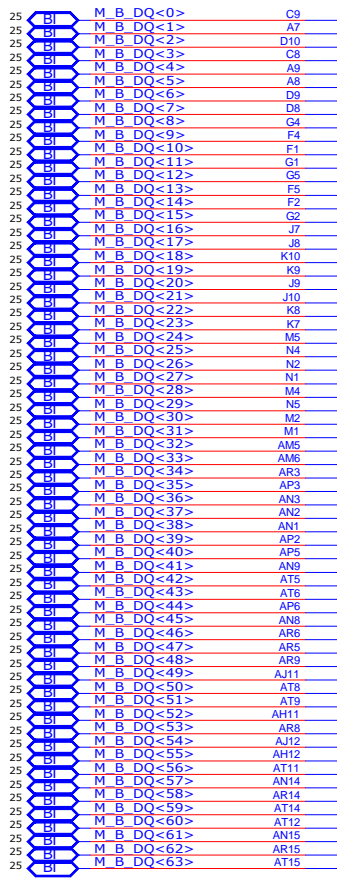 25 BI M_B_DQ<0> C9
25 BI M_B_DQ<1> A7
25 BI M_B_DQ<2> D10
25 BI M_B_DQ<3> C8
25 BI M_B_DQ<4> A9
25 BI M_B_DQ<5> A8
25 BI M_B_DQ<6> D9
25 BI M_B_DQ<7> D8
25 BI M_B_DQ<8> G4
25 BI M_B_DQ<9> F4
25 BI M_B_DQ<10> F1
25 BI M_B_DQ<11> G1
25 BI M_B_DQ<12> G5
25 BI M_B_DQ<13> F5
25 BI M_B_DQ<14> F2
25 BI M_B_DQ<15> G2
25 BI M_B_DQ<16> J7
25 BI M_B_DQ<17> J8
25 BI M_B_DQ<18> K10
25 BI M_B_DQ<19> K9
25 BI M_B_DQ<20> J9
25 BI M_B_DQ<21> J10
25 BI M_B_DQ<22> K8
25 BI M_B_DQ<23> K7
25 BI M_B_DQ<24> M5
25 BI M_B_DQ<25> N4
25 BI M_B_DQ<26> N2
25 BI M_B_DQ<27> N1
25 BI M_B_DQ<28> M4
25 BI M_B_DQ<29> N5
25 BI M_B_DQ<30> M2
25 BI M_B_DQ<31> M1
25 BI M_B_DQ<32> AM5
25 BI M_B_DQ<33> AM6
25 BI M_B_DQ<34> AR3
25 BI M_B_DQ<35> AP3
25 BI M_B_DQ<36> AN3
25 BI M_B_DQ<37> AN2
25 BI M_B_DQ<38> AN1
25 BI M_B_DQ<39> AP2
25 BI M_B_DQ<40> AP5
25 BI M_B_DQ<41> AN9
25 BI M_B_DQ<42> AT5
25 BI M_B_DQ<43> AT6
25 BI M_B_DQ<44> AP6
25 BI M_B_DQ<45> AN8
25 BI M_B_DQ<46> AR6
25 BI M_B_DQ<47> AR5
25 BI M_B_DQ<48> AR9
25 BI M_B_DQ<49> AJ11
25 BI M_B_DQ<50> AT8
25 BI M_B_DQ<51> AT9
25 BI M_B_DQ<52> AH11
25 BI M_B_DQ<53> AR8
25 BI M_B_DQ<54> AJ12
25 BI M_B_DQ<55> AH12
25 BI M_B_DQ<56> AT11
25 BI M_B_DQ<57> AN14
25 BI M_B_DQ<58> AR14
25 BI M_B_DQ<59> AT14
25 BI M_B_DQ<60> AT12
25 BI M_B_DQ<61> AN15
25 BI M_B_DQ<62> AR15
25 BI M_B_DQ<63> AT15